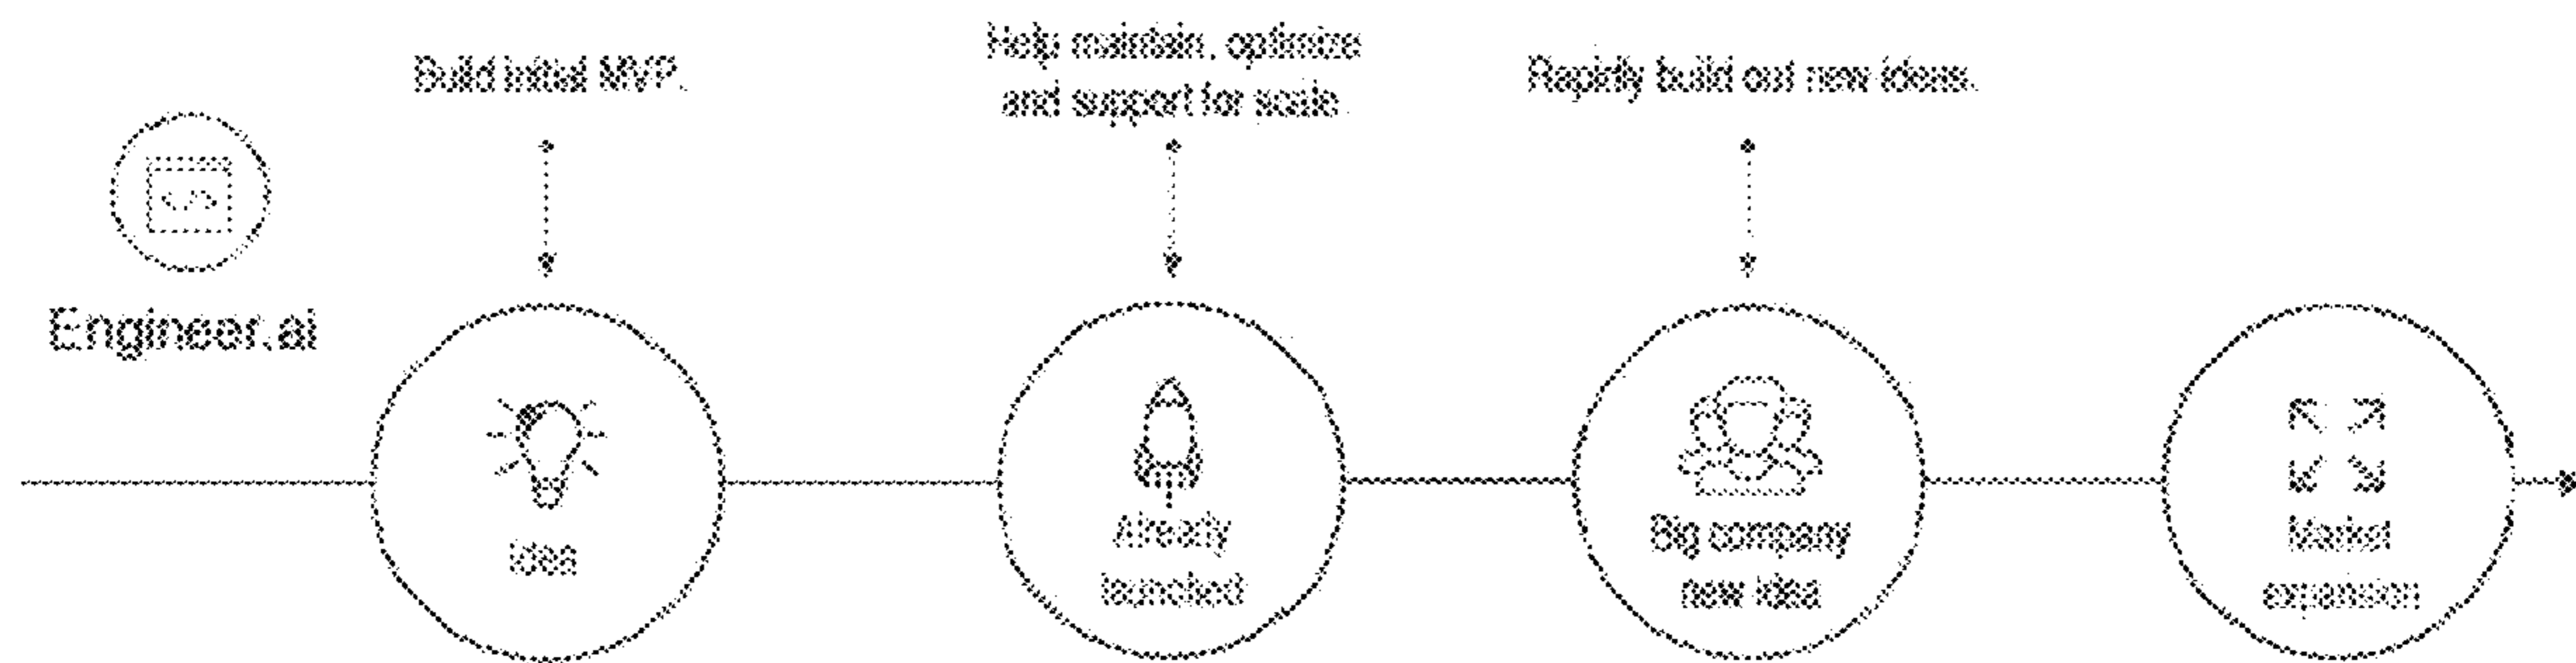 Build initial MVP.
Help maintain, optimize
and support for scale.
Rapidly build out new ideas.
Engineer.ai
Idea
Already
launched
Big company
new idea
Market
expansion